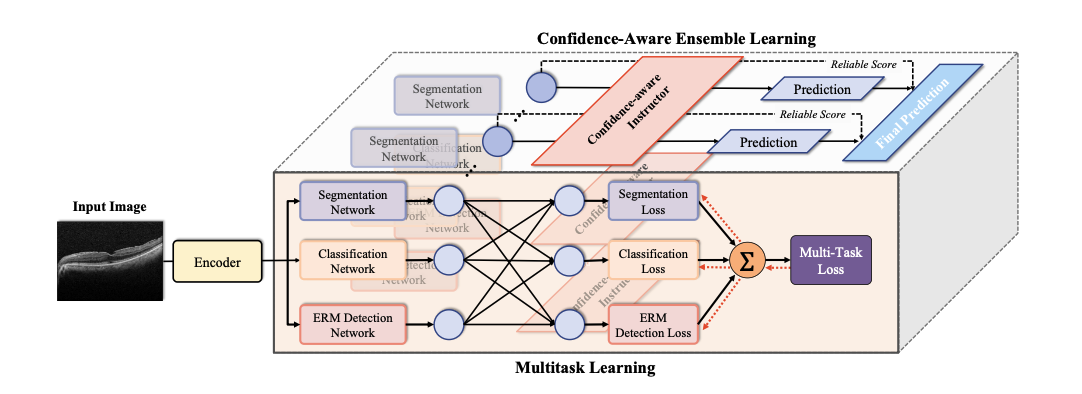 Confidence-Aware Ensemble Learning
Reliable Score
Segmentation
Network
Prediction
Confidence-aware
Instructor
Final Prediction
Reliable Score
Segmentation
Network
Classification
Network
Prediction
Segmentation
Network
Segmentation
Loss
Input Image
Encoder
Classification
Network
Classification
Loss
Σ
Multi-Task
Loss
ERM Detection
Network
ERM
Detection Loss
Multitask Learning